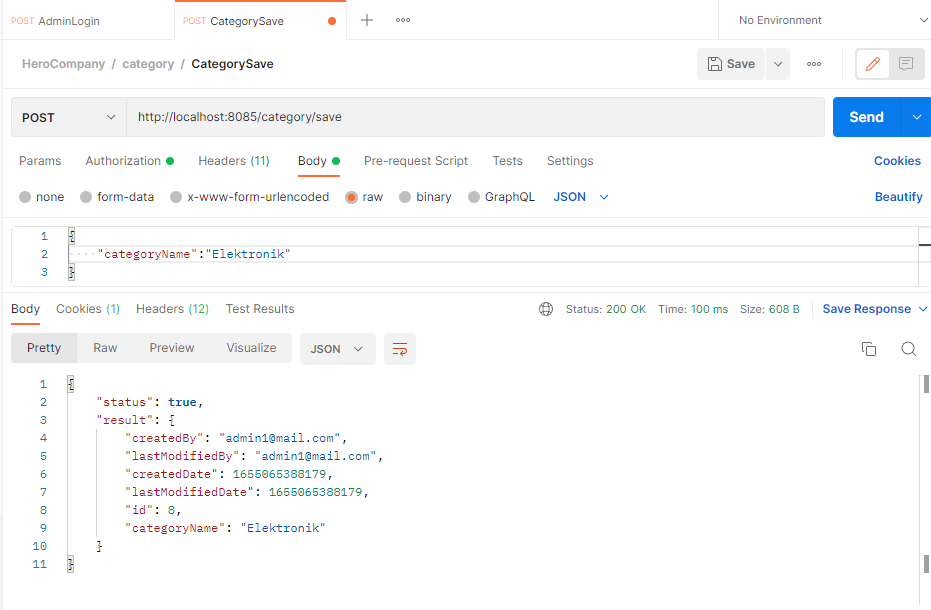 POST AdminLogin
POST CategorySave
No Environment
HeroCompany / category / CategorySave
Save
POST
http://localhost:8085/category/save
Send
Params Authorization Headers (11) Body Pre-request Script Tests Settings Cookies
none form-data x-www-form-urlencoded raw binary GraphQL JSON Beautify
1 {
2 ····"categoryName":"Elektronik"
3 }
Body Cookies (1) Headers (12) Test Results Status: 200 OK Time: 100 ms Size: 608 B Save Response
Pretty Raw Preview Visualize JSON
1 {
2 "status": true,
3 "result": {
4 "createdBy": "admin1@mail.com",
5 "lastModifiedBy": "admin1@mail.com",
6 "createdDate": 1655065388179,
7 "lastModifiedDate": 1655065388179,
8 "id": 8,
9 "categoryName": "Elektronik"
10 }
11 }